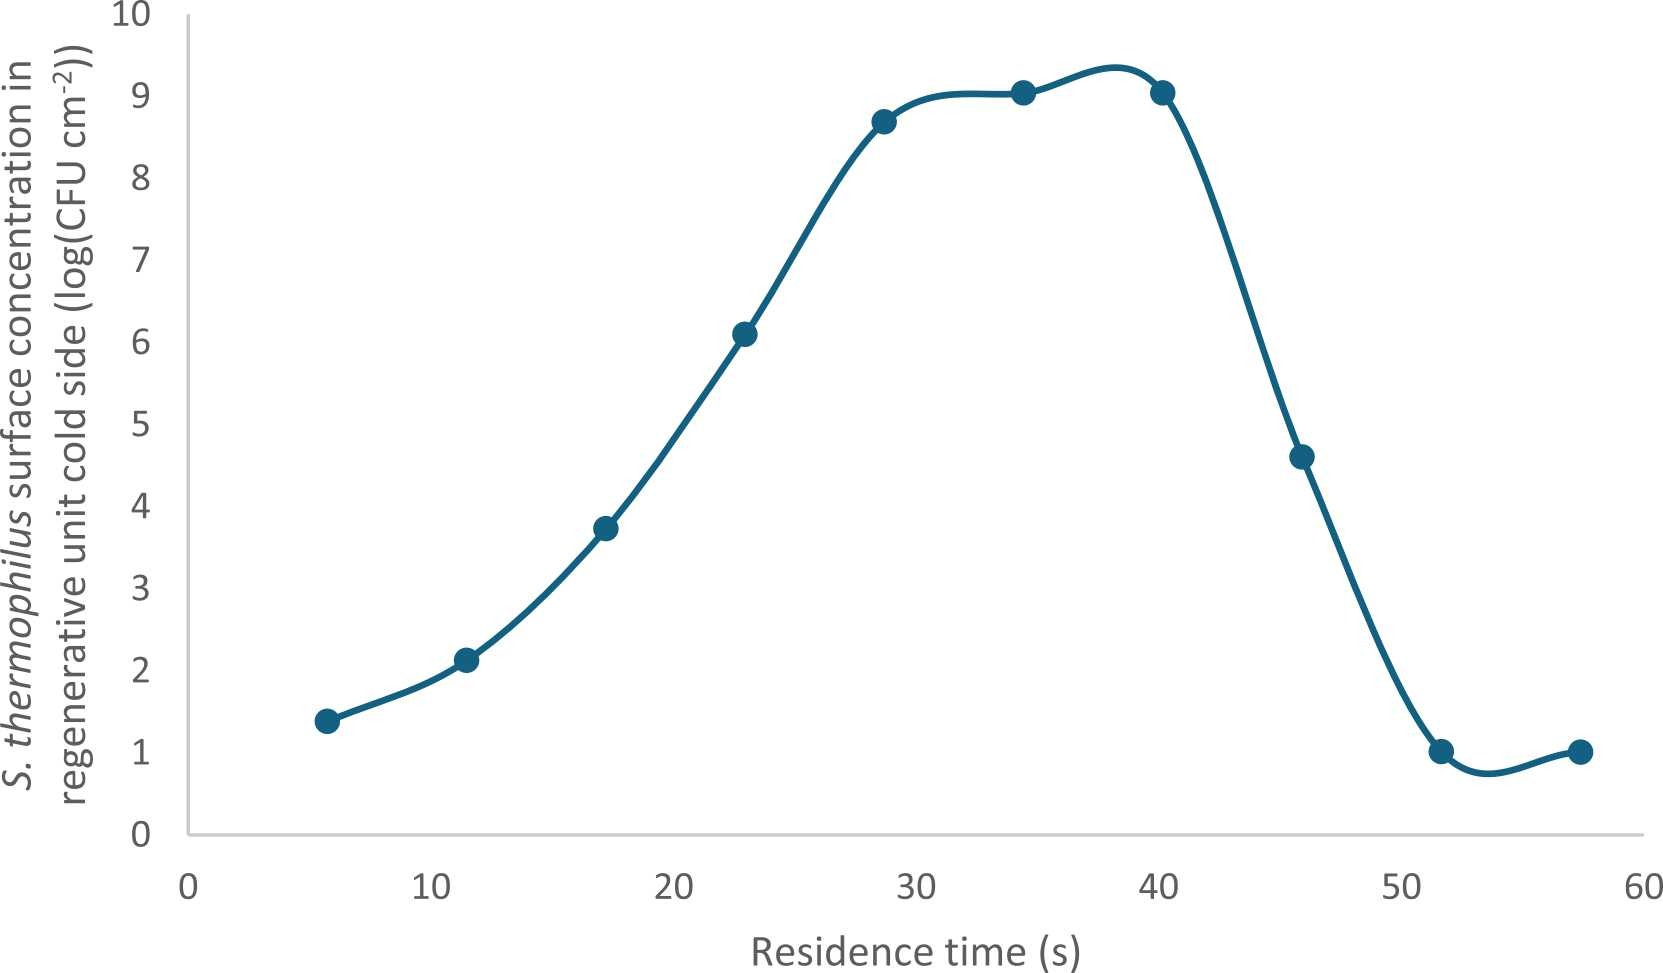 S. thermophilus surface concentration in
regenerative unit cold side (log(CFU cm-2))
10
9
8
7
6
5
4
3
2
1
0
0 10 20 30 40 50 60
Residence time (s)